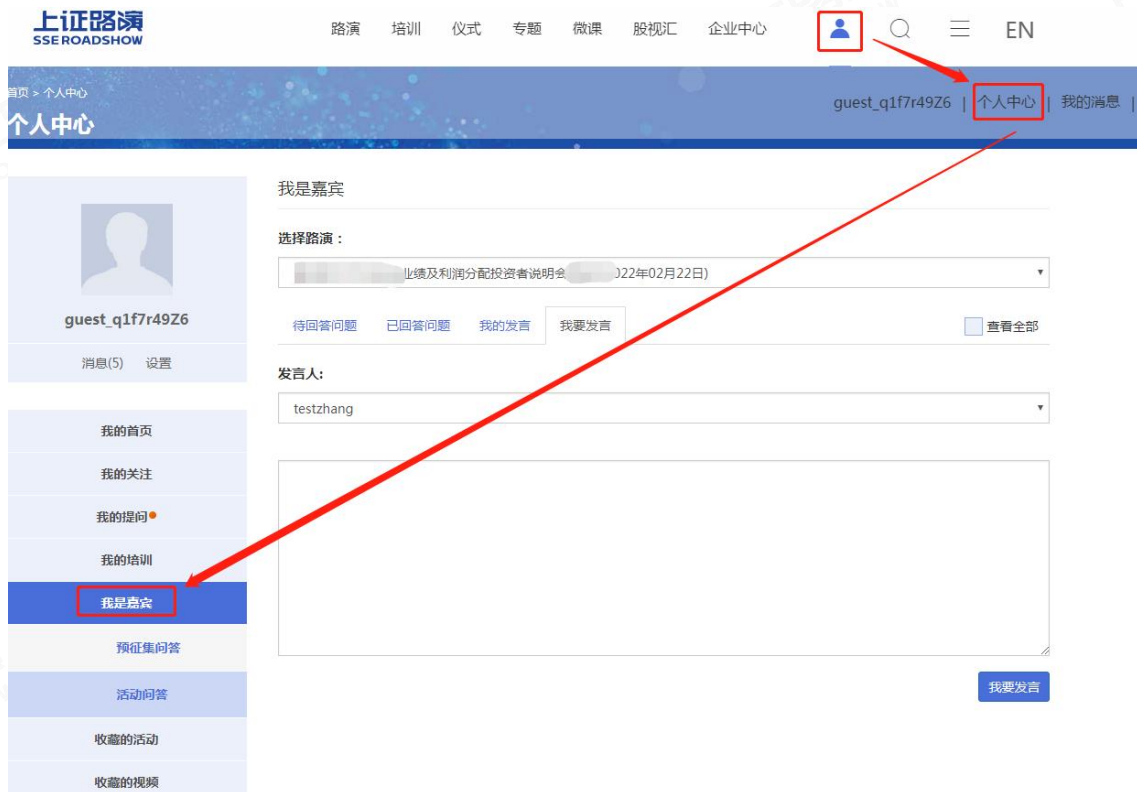 上证路演
SSE ROADSHOW
路演 培训 仪式 专题 微课 股视汇 企业中心 EN
首页 > 个人中心
guest_q1f7r49Z6 | 个人中心 | 我的消息 |
个人中心
我是嘉宾
选择路演：
业绩及利润分配投资者说明会 022年02月22日)
guest_q1f7r49Z6
待回答问题 已回答问题 我的发言 我要发言 查看全部
消息(5) 设置
发言人:
testzhang
我的首页
我的关注
我的提问
我的培训
我是嘉宾
预征集问答
活动问答
我要发言
收藏的活动
收藏的视频